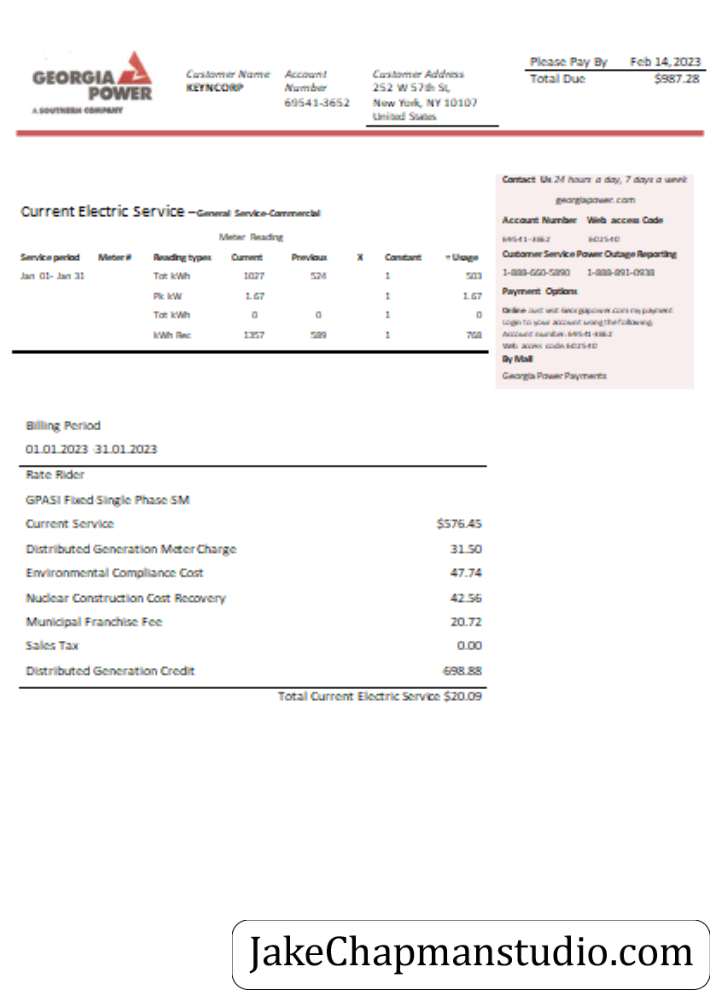 GEORGIA
POWER
A SOUTHERN COMPANY
Customer Name
KEYNCORP
Account
Number
69541-3652
Customer Address
252 W 57th St,
New York, NY 10107
United States
Please Pay By Feb 14,2023
Total Due $987.28
Contact Us 24 hours a day, 7 days a week
georgiapower.com
Account Number Web access Code
69541-3862 602540
Customer Service Power Outage Reporting
1-888-660-5890 1-888-891-0938
Payment Options
Online Just visit Georgiapower.com my payment
Login to your account using the following.
Account number. 69541-3862
Web access code 602540
By Mail
Georgia Power Payments
Current Electric Service –General Service-Commercial
Meter Reading
Service period Meter # Reading types Current Previous X Constant = Usage
Jan 01- Jan 31 Tot kWh 1027 524 1 503
Pk kW 1.67 1 1.67
Tot kWh 0 0 1 0
kWh Rec 1357 589 1 768
Billing Period
01.01.2023 31.01.2023
Rate Rider
GPASI Fixed Single Phase SM
Current Service $576.45
Distributed Generation Meter Charge 31.50
Environmental Compliance Cost 47.74
Nuclear Construction Cost Recovery 42.56
Municipal Franchise Fee 20.72
Sales Tax 0.00
Distributed Generation Credit -698.88
Total Current Electric Service $20.09
JakeChapmanstudio.com